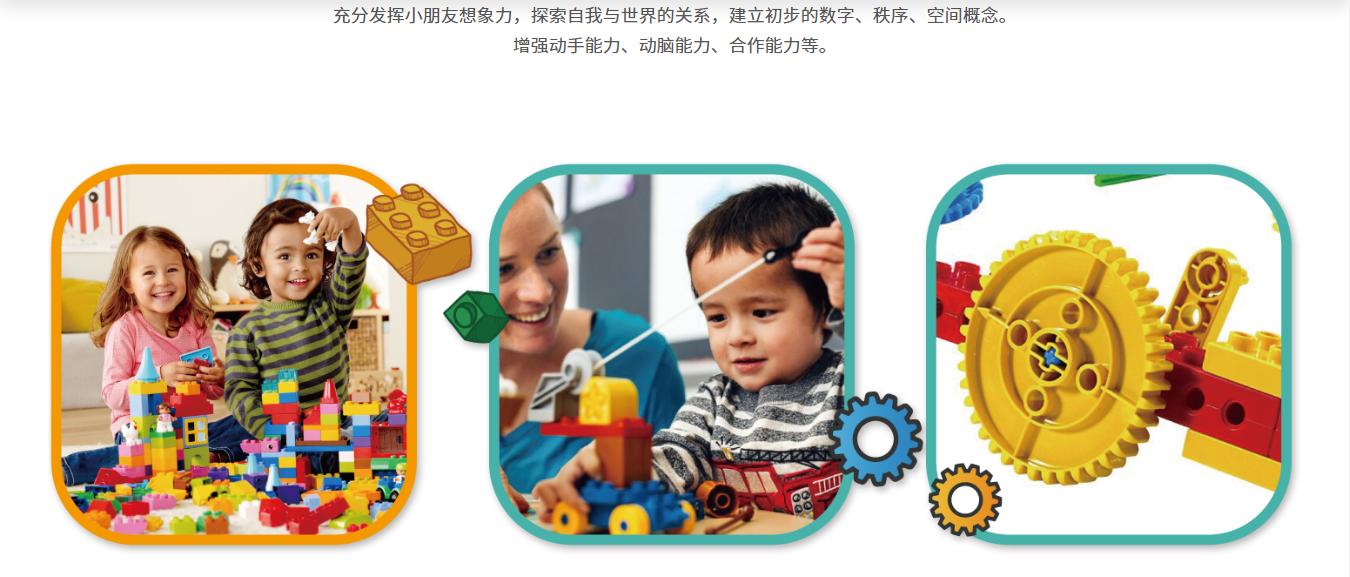 充分发挥小朋友想象力，探索自我与世界的关系，建立初步的数字、秩序、空间概念。
增强动手能力、动脑能力、合作能力等。